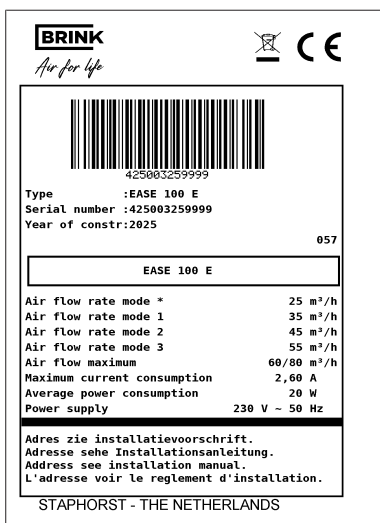 BRINK
Air for life
CE
425003259999
Type :EASE 100 E
Serial number :425003259999
Year of constr:2025
057
EASE 100 E
Air flow rate mode * 25 m³/h
Air flow rate mode 1 35 m³/h
Air flow rate mode 2 45 m³/h
Air flow rate mode 3 55 m³/h
Air flow maximum 60/80 m³/h
Maximum current consumption 2,60 A
Average power consumption 20 W
Power supply 230 V ~ 50 Hz
Adres zie installatievoorschrift.
Adresse sehe Installationsanleitung.
Address see installation manual.
L'adresse voir le reglement d'installation.
STAPHORST - THE NETHERLANDS